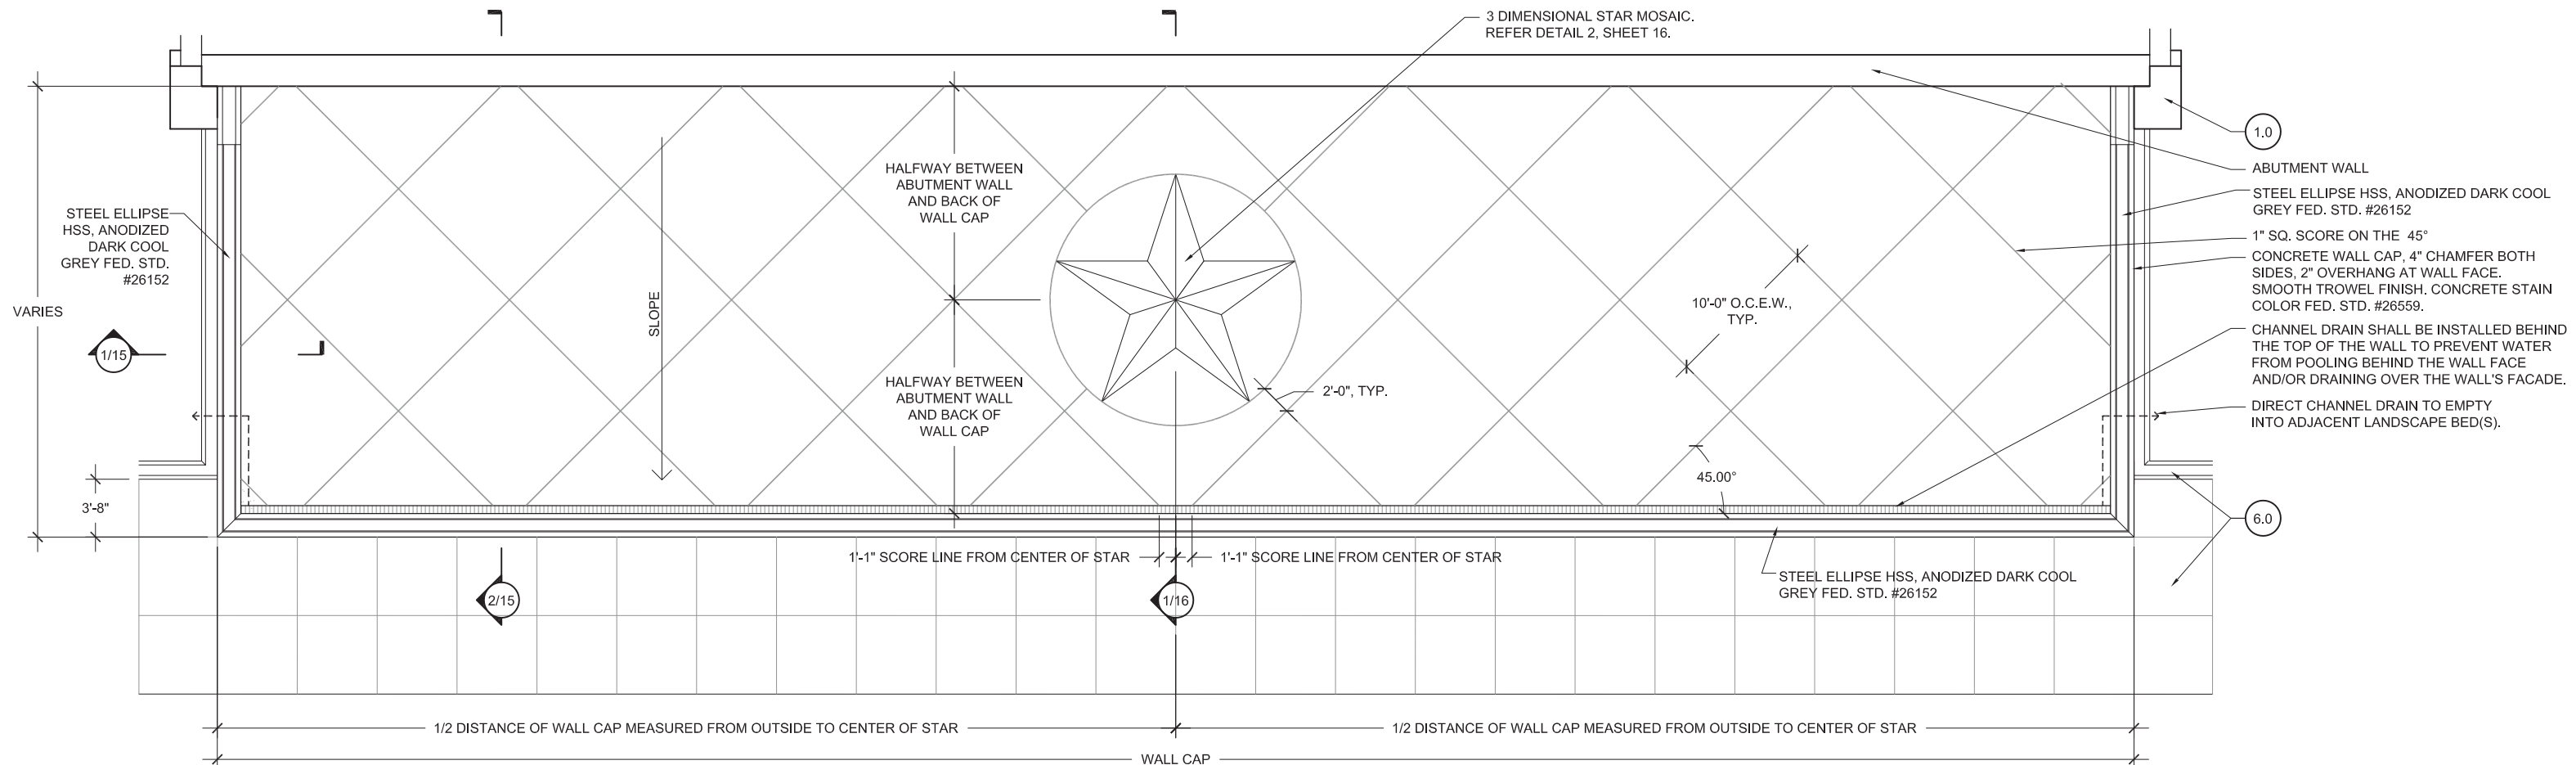 3 DIMENSIONAL STAR MOSAIC.
REFER DETAIL 2, SHEET 16.
1.0
ABUTMENT WALL
STEEL ELLIPSE HSS, ANODIZED DARK COOL
GREY FED. STD. #26152
1" SQ. SCORE ON THE 45°
CONCRETE WALL CAP, 4" CHAMFER BOTH
SIDES, 2" OVERHANG AT WALL FACE.
SMOOTH TROWEL FINISH. CONCRETE STAIN
COLOR FED. STD. #26559.
CHANNEL DRAIN SHALL BE INSTALLED BEHIND
THE TOP OF THE WALL TO PREVENT WATER
FROM POOLING BEHIND THE WALL FACE
AND/OR DRAINING OVER THE WALL'S FACADE.
DIRECT CHANNEL DRAIN TO EMPTY
INTO ADJACENT LANDSCAPE BED(S).
6.0
STEEL ELLIPSE
HSS, ANODIZED
DARK COOL
GREY FED. STD.
#26152
VARIES
1/15
3'-8"
SLOPE
HALFWAY BETWEEN
ABUTMENT WALL
AND BACK OF
WALL CAP
HALFWAY BETWEEN
ABUTMENT WALL
AND BACK OF
WALL CAP
10'-0" O.C.E.W.,
TYP.
2'-0", TYP.
45.00°
1'-1" SCORE LINE FROM CENTER OF STAR
1'-1" SCORE LINE FROM CENTER OF STAR
STEEL ELLIPSE HSS, ANODIZED DARK COOL
GREY FED. STD. #26152
2/15
1/16
1/2 DISTANCE OF WALL CAP MEASURED FROM OUTSIDE TO CENTER OF STAR
1/2 DISTANCE OF WALL CAP MEASURED FROM OUTSIDE TO CENTER OF STAR
WALL CAP